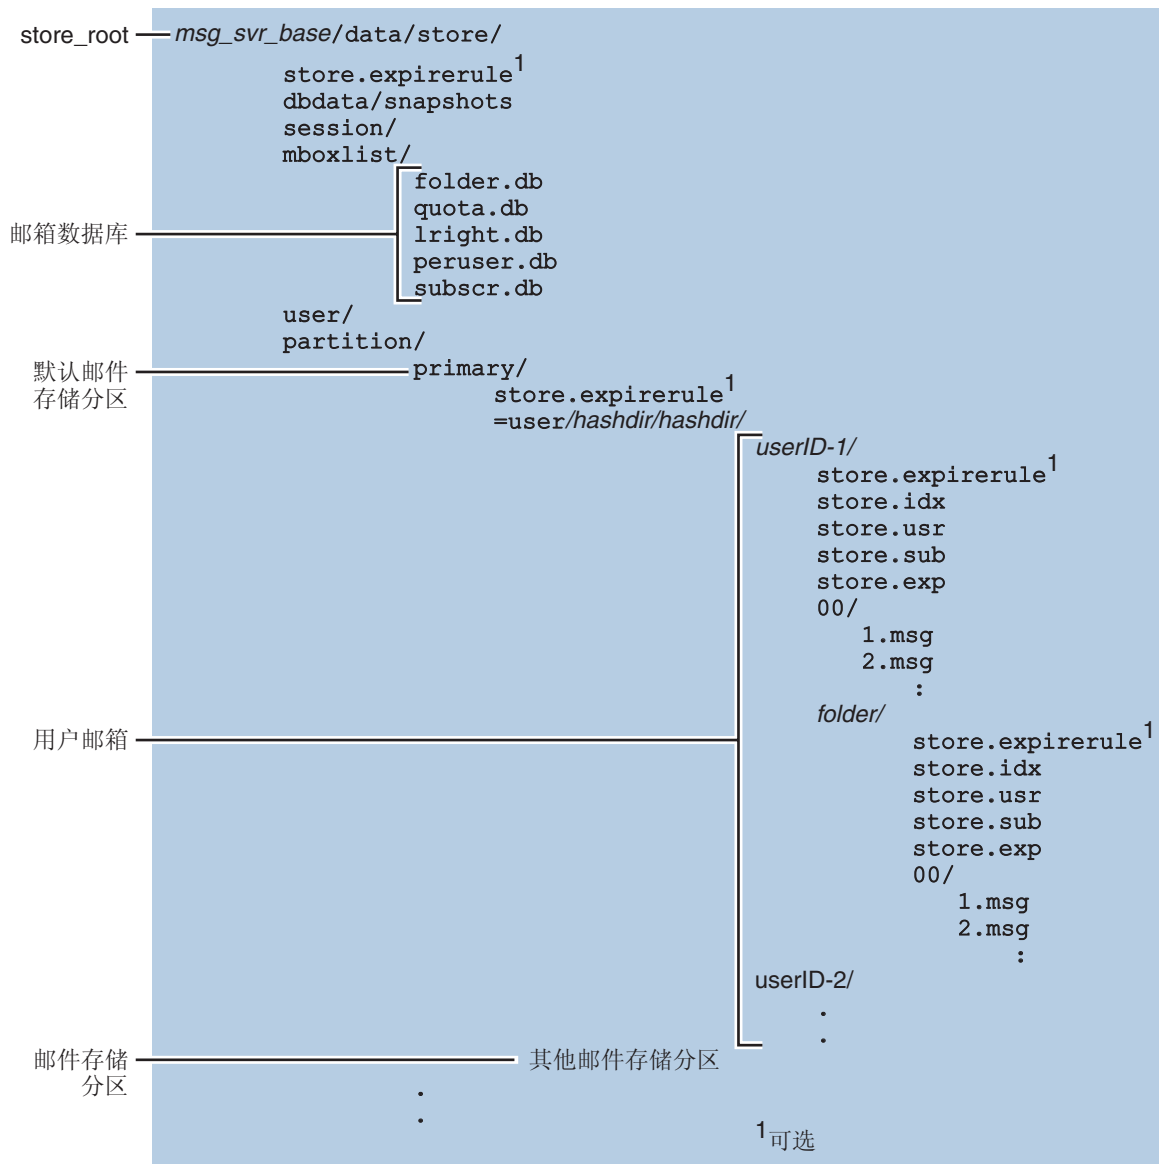 store_root msg_svr_base/data/store/
store.expirerule1
dbdata/snapshots
session/
mboxlist/
folder.db
quota.db
邮箱数据库 lright.db
peruser.db
subscr.db
user/
partition/
默认邮件 primary/
存储分区 store.expirerule1
=user/hashdir/hashdir/
userID-1/
store.expirerule1
store.idx
store.usr
store.sub
store.exp
00/
1.msg
2.msg
:
folder/
用户邮箱 store.expirerule1
store.idx
store.usr
store.sub
store.exp
00/
1.msg
2.msg
:
userID-2/
.
.
邮件存储 其他邮件存储分区
分区
.
.
1可选